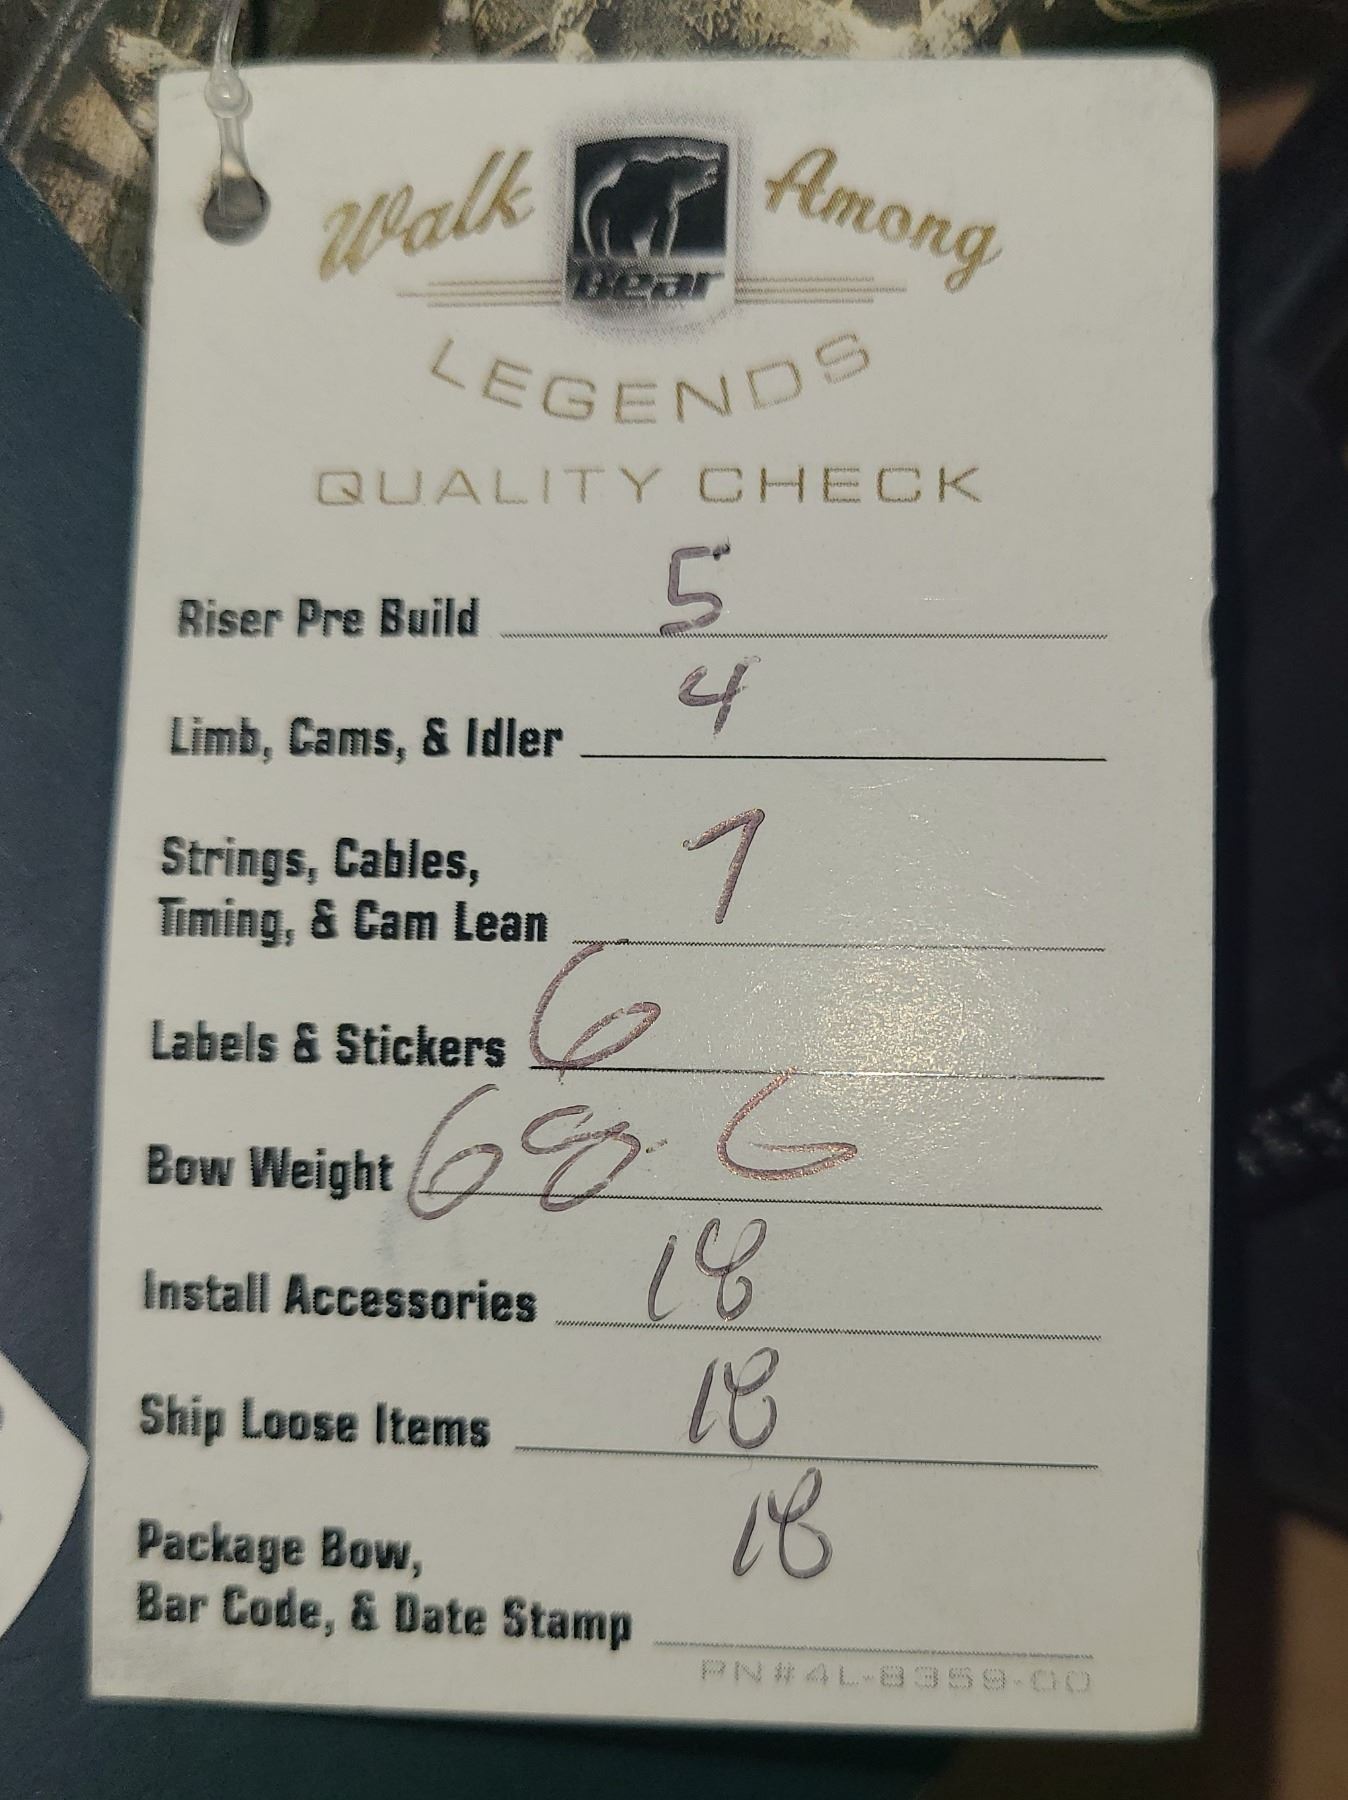 Walk Among
Bear
LEGENDS
QUALITY CHECK
Riser Pre Build 5
Limb, Cams, & Idler 4
Strings, Cables,
Timing, & Cam Lean 7
Labels & Stickers 6
Bow Weight 68.6
Install Accessories 18
Ship Loose Items 18
Package Bow, 18
Bar Code, & Date Stamp
PN#4L-8359-00